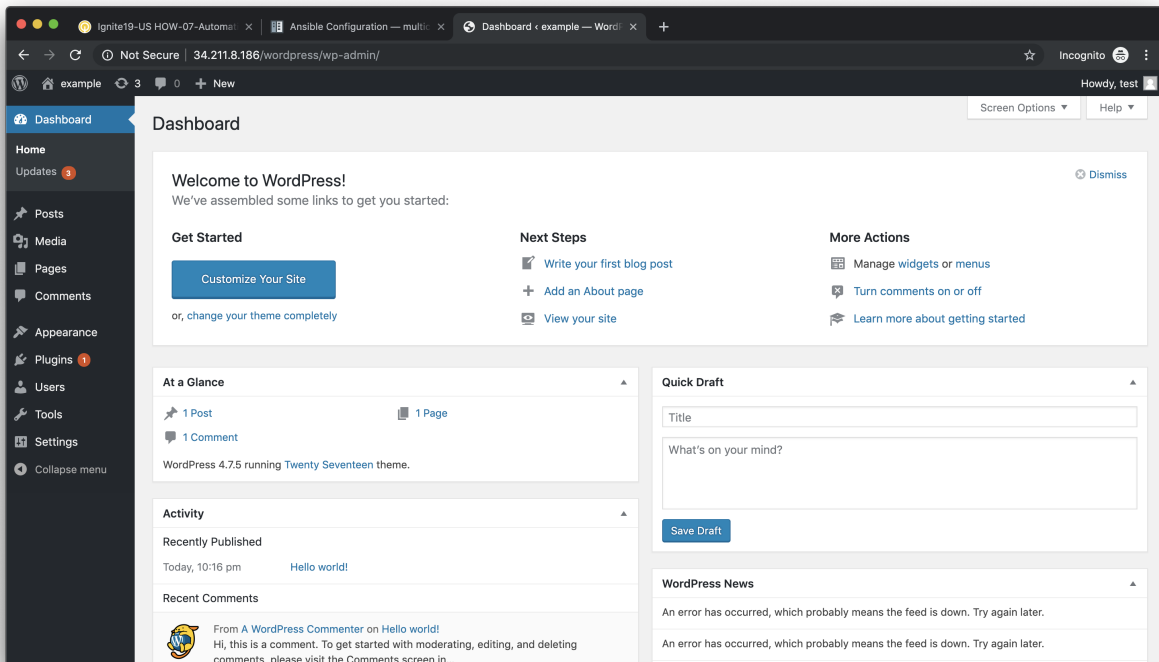 Ignite19-US HOW-07-Automat
Ansible Configuration — multic
Dashboard ‹ example — WordP
Not Secure | 34.211.8.186/wordpress/wp-admin/
Incognito
example 3 0 New
Howdy, test
Dashboard
Home
Updates 3
Posts
Media
Pages
Comments
Appearance
Plugins 1
Users
Tools
Settings
Collapse menu
Screen Options
Help
Dashboard
Welcome to WordPress!
Dismiss
We've assembled some links to get you started:
Get Started
Customize Your Site
or, change your theme completely
Next Steps
Write your first blog post
Add an About page
View your site
More Actions
Manage widgets or menus
Turn comments on or off
Learn more about getting started
At a Glance
1 Post
1 Page
1 Comment
WordPress 4.7.5 running Twenty Seventeen theme.
Activity
Recently Published
Today, 10:16 pm Hello world!
Recent Comments
From A WordPress Commenter on Hello world!
Hi, this is a comment. To get started with moderating, editing, and deleting
comments, please visit the Comments screen in
Quick Draft
Title
What's on your mind?
Save Draft
WordPress News
An error has occurred, which probably means the feed is down. Try again later.
An error has occurred, which probably means the feed is down. Try again later.